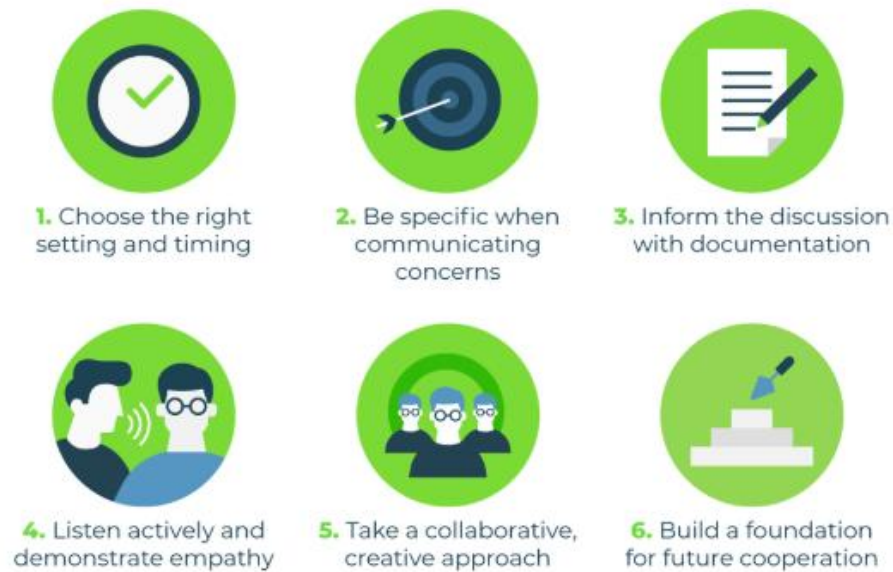 1. Choose the right
setting and timing
2. Be specific when
communicating
concerns
3. Inform the discussion
with documentation
4. Listen actively and
demonstrate empathy
5. Take a collaborative,
creative approach
6. Build a foundation
for future cooperation